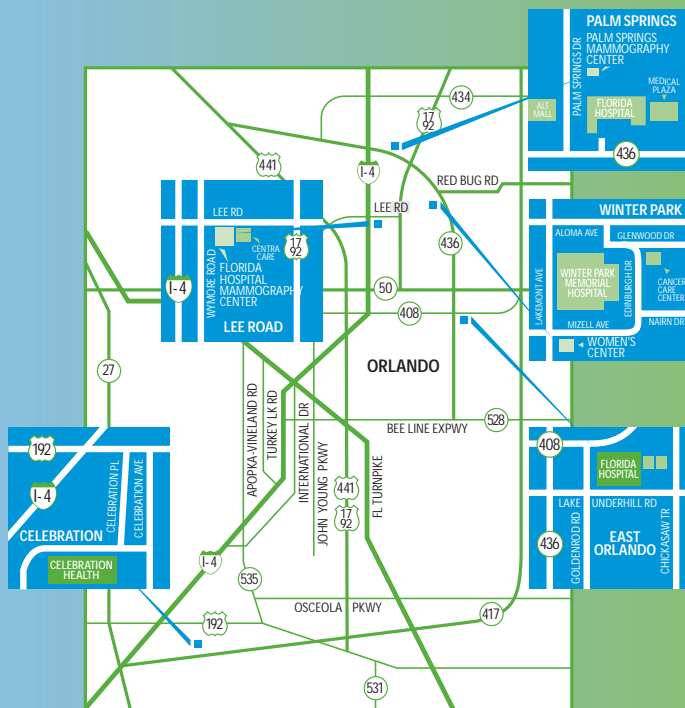 PALM SPRINGS
PALM SPRINGS
MAMMOGRAPHY
CENTER
PALM SPRINGS DR
MEDICAL
PLAZA
ALT
MALL
FLORIDA
HOSPITAL
436
434
17
92
441
I-4
RED BUG RD
LEE RD
436
LEE RD
17
92
CENTRA
CARE
WYMORE ROAD
FLORIDA
HOSPITAL
MAMMOGRAPHY
CENTER
I-4
LEE ROAD
WINTER PARK
ALOMA AVE
GLENWOOD DR
LAKEMONT AVE
WINTER PARK
MEMORIAL
HOSPITAL
EDINBURGH DR
CANCER
CARE
CENTER
MIZELL AVE
NAIRN DR
WOMEN'S
CENTER
50
408
ORLANDO
27
APOPKA-VINELAND RD
TURKEY LK RD
INTERNATIONAL DR
JOHN YOUNG PKWY
FL TURNPIKE
BEE LINE EXPWY
528
441
17
92
192
I-4
CELEBRATION PL
CELEBRATION AVE
CELEBRATION
CELEBRATION
HEALTH
408
FLORIDA
HOSPITAL
LAKE UNDERHILL RD
436
GOLDENROD RD
EAST
ORLANDO
CHICKASAW TR
I-4
535
OSCEOLA PKWY
417
192
531